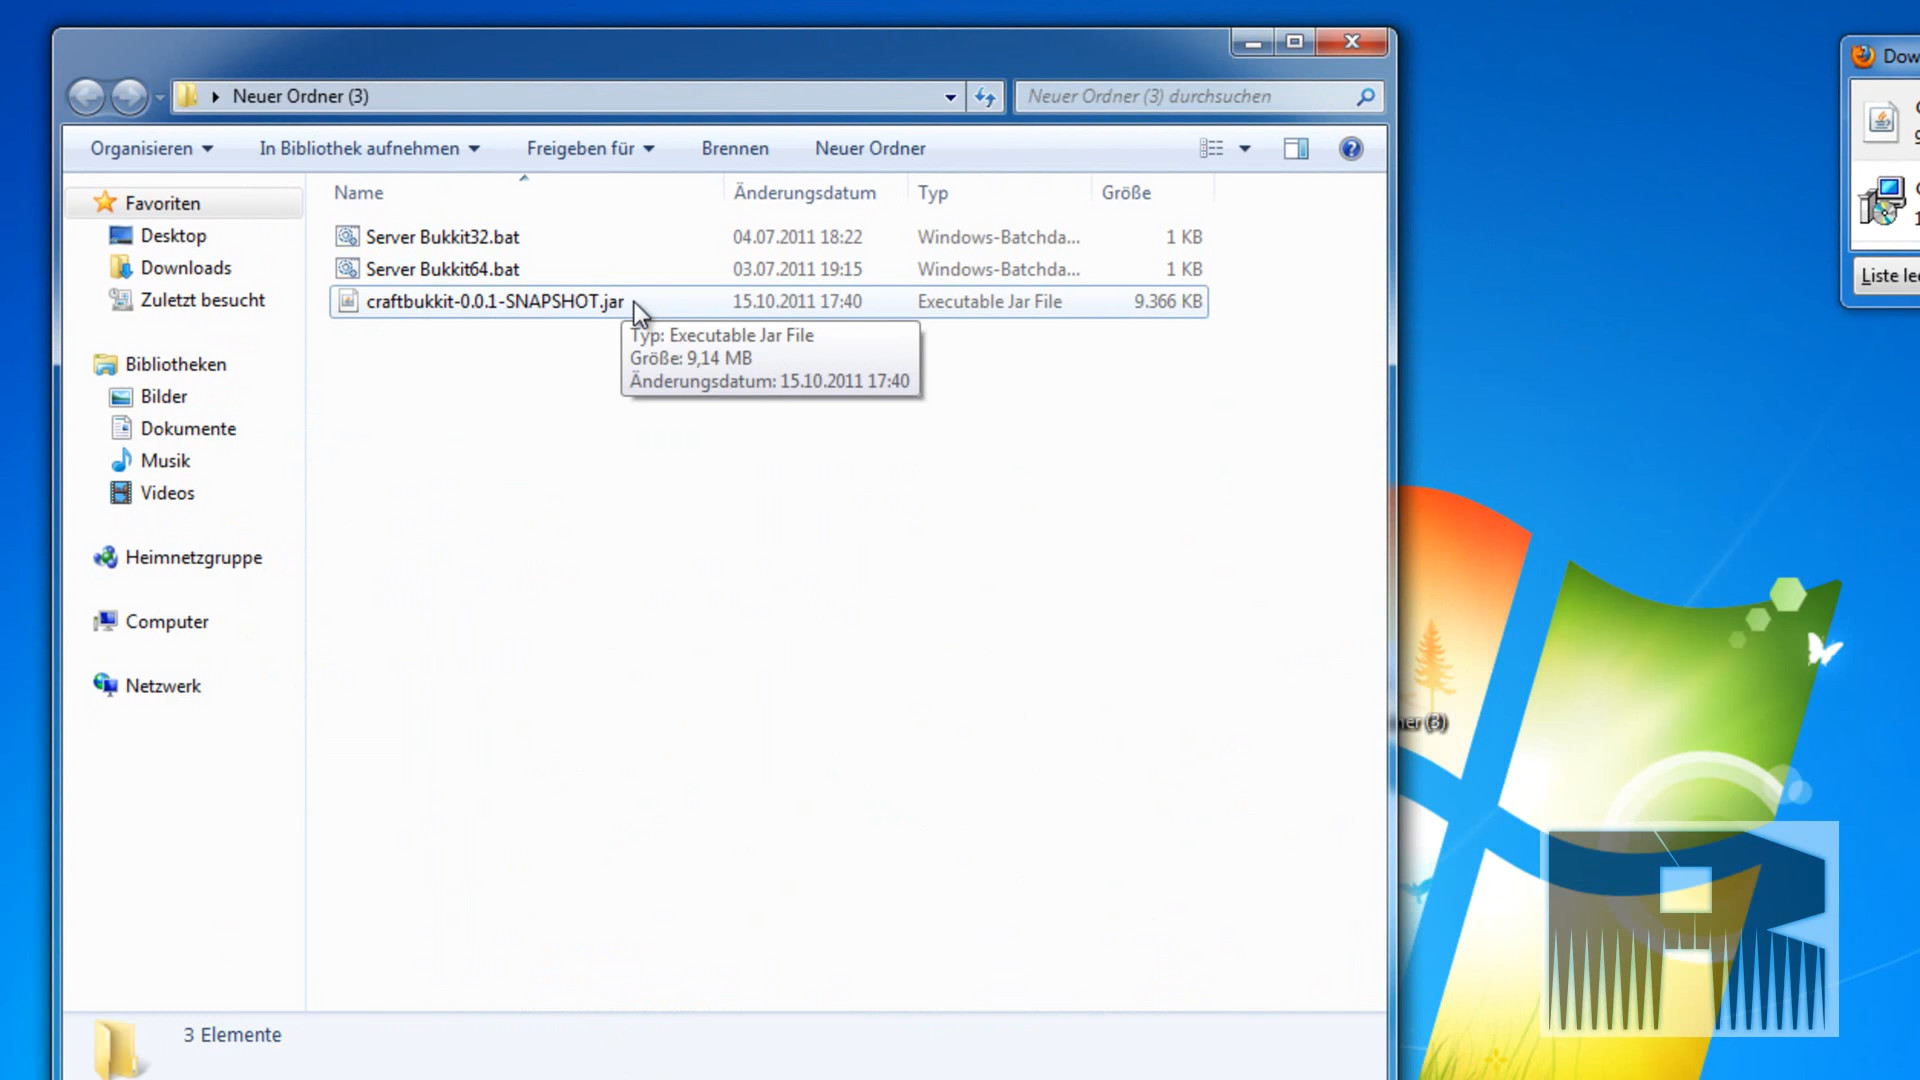 Neuer Ordner (3)
Neuer Ordner (3) durchsuchen
Organisieren
In Bibliothek aufnehmen
Freigeben für
Brennen
Neuer Ordner
Name
Änderungsdatum
Typ
Größe
Server Bukkit32.bat 04.07.2011 18:22 Windows-Batchda... 1 KB
Server Bukkit64.bat 03.07.2011 19:15 Windows-Batchda... 1 KB
craftbukkit-0.0.1-SNAPSHOT.jar 15.10.2011 17:40 Executable Jar File 9.366 KB
Typ: Executable Jar File
Größe: 9,14 MB
Änderungsdatum: 15.10.2011 17:40
Favoriten
Desktop
Downloads
Zuletzt besucht
Bibliotheken
Bilder
Dokumente
Musik
Videos
Heimnetzgruppe
Computer
Netzwerk
3 Elemente
Dow
Liste le
ner (3)